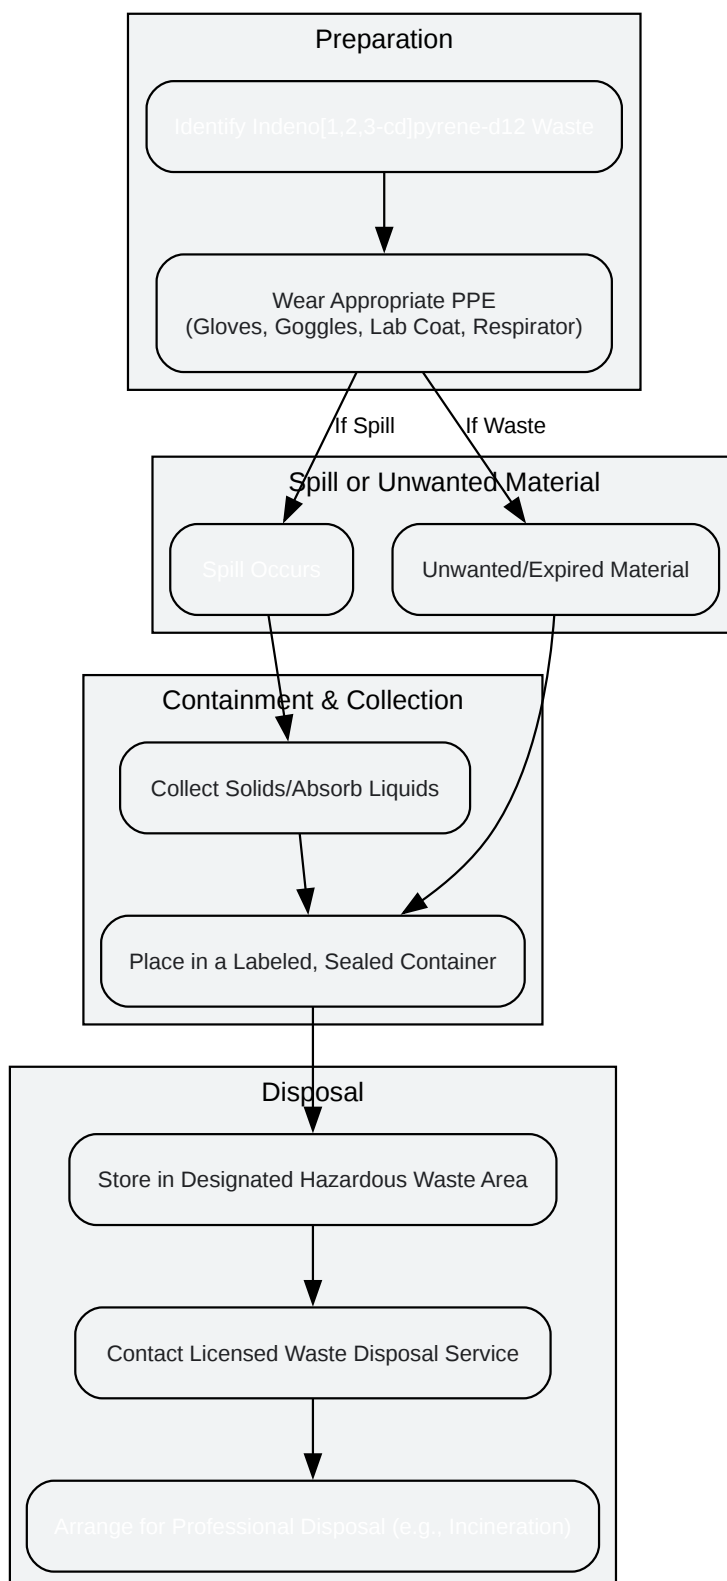 Preparation
Identify Indeno[1,2,3-cd]pyrene-d12 Waste
Wear Appropriate PPE
(Gloves, Goggles, Lab Coat, Respirator)
If Spill
If Waste
Spill or Unwanted Material
Spill Occurs
Unwanted/Expired Material
Containment & Collection
Collect Solids/Absorb Liquids
Place in a Labeled, Sealed Container
Disposal
Store in Designated Hazardous Waste Area
Contact Licensed Waste Disposal Service
Arrange for Professional Disposal (e.g., Incineration)